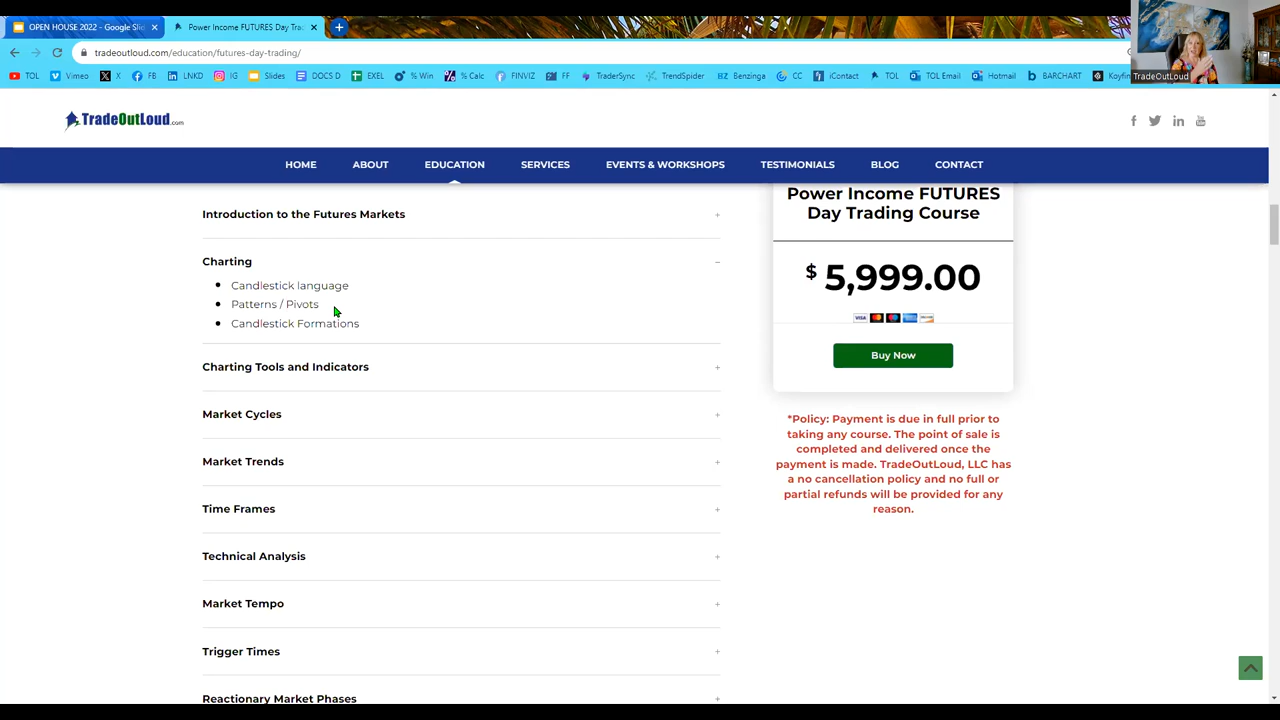 OPEN HOUSE 2022 - Google Slid
Power Income FUTURES Day Trad
tradeoutloud.com/education/futures-day-trading/
TOL
Vimeo
X
FB
LNKD
IG
Slides
DOCS D
EXEL
% Win
% Calc
FINVIZ
FF
TraderSync
TrendSpider
Benzinga
CC
iContact
TOL
TOL Email
Hotmail
BARCHART
Koyfin
TradeOutLoud
TradeOutLoud.com
HOME
ABOUT
EDUCATION
SERVICES
EVENTS & WORKSHOPS
TESTIMONIALS
BLOG
CONTACT
Introduction to the Futures Markets
Charting
Candlestick language
Patterns / Pivots
Candlestick Formations
Charting Tools and Indicators
Market Cycles
Market Trends
Time Frames
Technical Analysis
Market Tempo
Trigger Times
Reactionary Market Phases
Power Income FUTURES
Day Trading Course
$ 5,999.00
VISA
Buy Now
*Policy: Payment is due in full prior to
taking any course. The point of sale is
completed and delivered once the
payment is made. TradeOutLoud, LLC has
a no cancellation policy and no full or
partial refunds will be provided for any
reason.